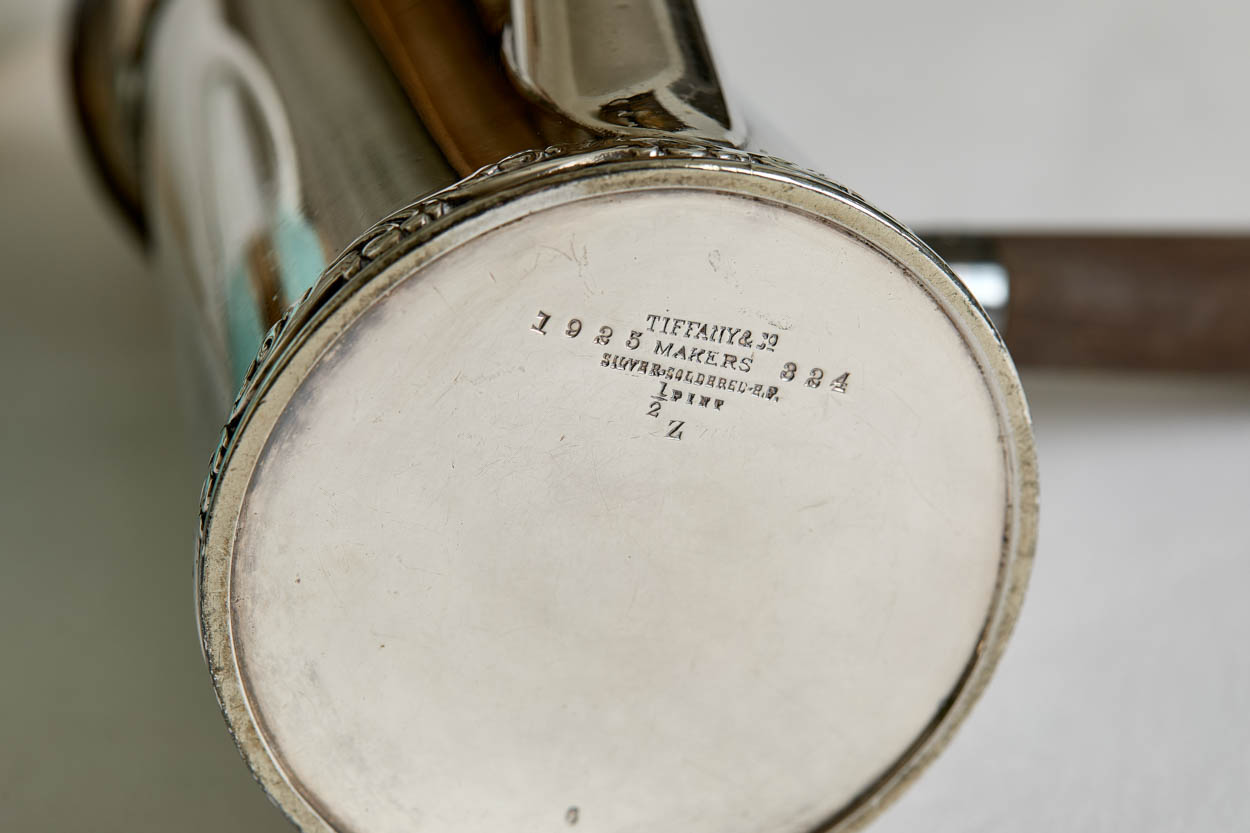 TIFFANY & Co
1925 MAKERS 324
SILVER-SOLDERED-E.P.
1/2 PINT
Z